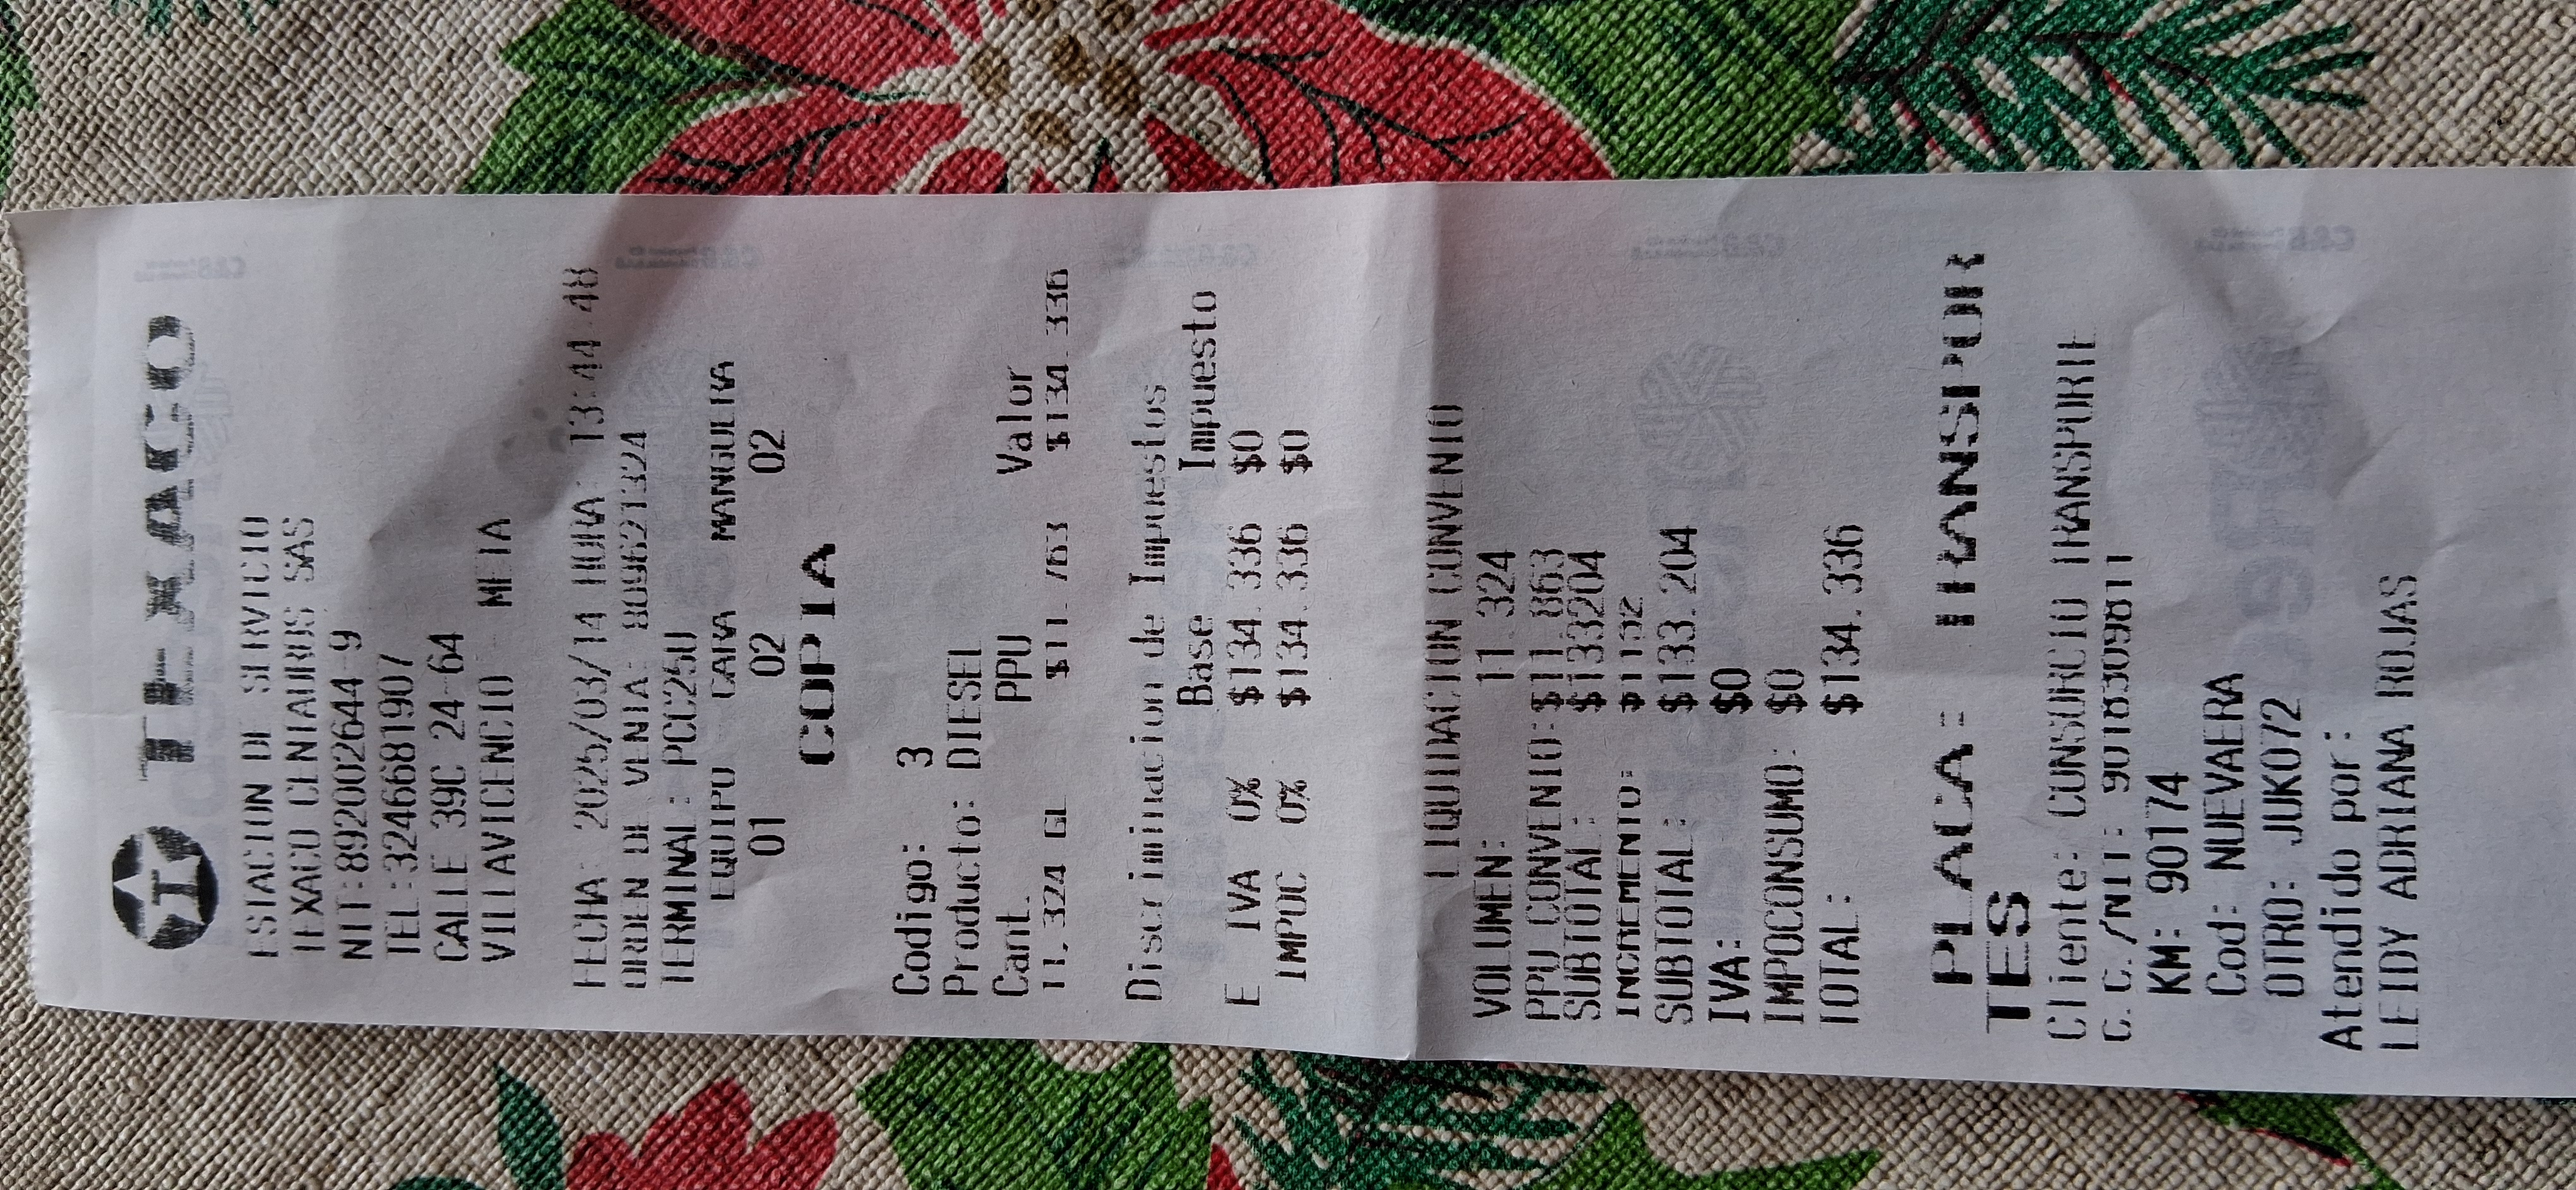 TEXACO
ESTACION DE SERVICIO
TEXACO CENTAUROS SAS
NIT:892002644-9
TEL:3246681907
CALLE 39C 24-64
VILLAVICENCIO - META
FECHA: 2025/03/14 HORA: 13:44:48
ORDEN DE VENTA: 80962T324
TERMINAL: PCC250
EQUIPO CARA MANGUERA
01 02 02
COPIA
Codigo: 3
Producto: DIESEL
Cant. PPU Valor
11,324 GL $11.763 $134.336
Discriminacion de Impuestos
Base Impuesto
E IVA 0% $134.336 $0
IMPOC 0% $134.336 $0
LIQUIDACION CONVENIO
VOLUMEN: 11.324
PPU CONVENIO: $11.863
SUBTOTAL: $133204
INCREMENTO: $1132
SUBTOTAL: $133.204
IVA: $0
IMPOCONSUMO: $0
TOTAL: $134.336
PLACA: TRANSPOR
TES
Cliente: CONSORCIO TRANSPORTE
C.C./NIT: 9018309811
KM: 90174
Cod: NUEVAERA
OTRO: JUK072
Atendido por:
LEIDY ADRIANA ROJAS